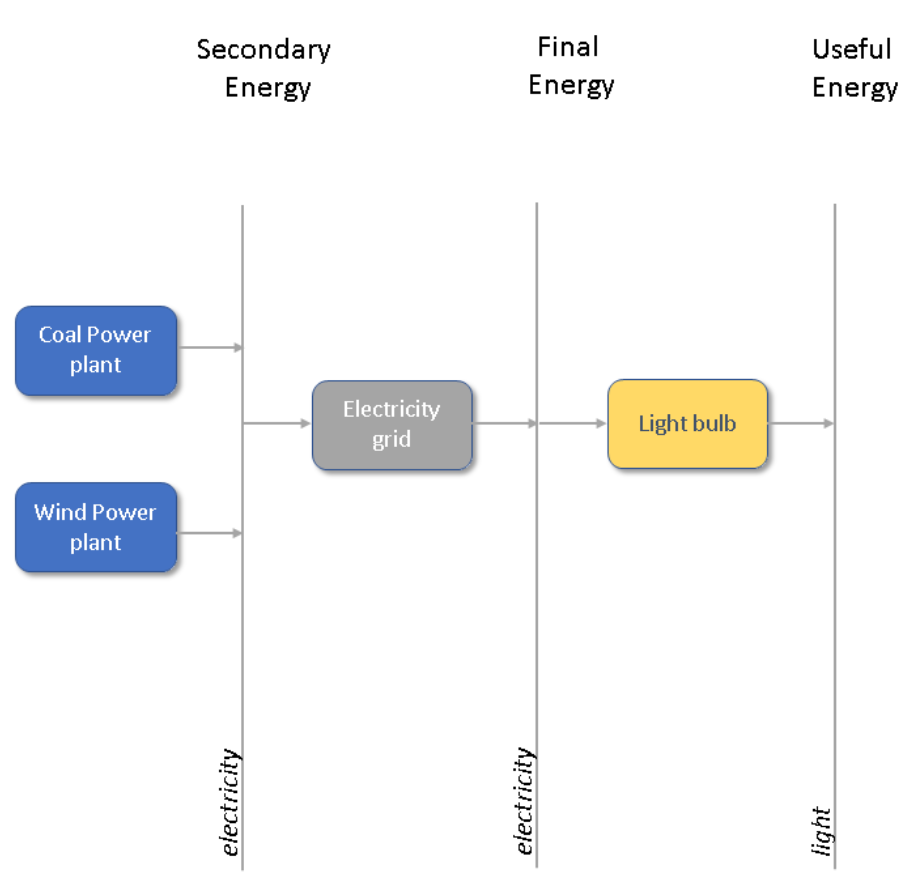 Secondary
Energy
Final
Energy
Useful
Energy
Coal Power
plant
Electricity
grid
Light bulb
Wind Power
plant
electricity
electricity
light